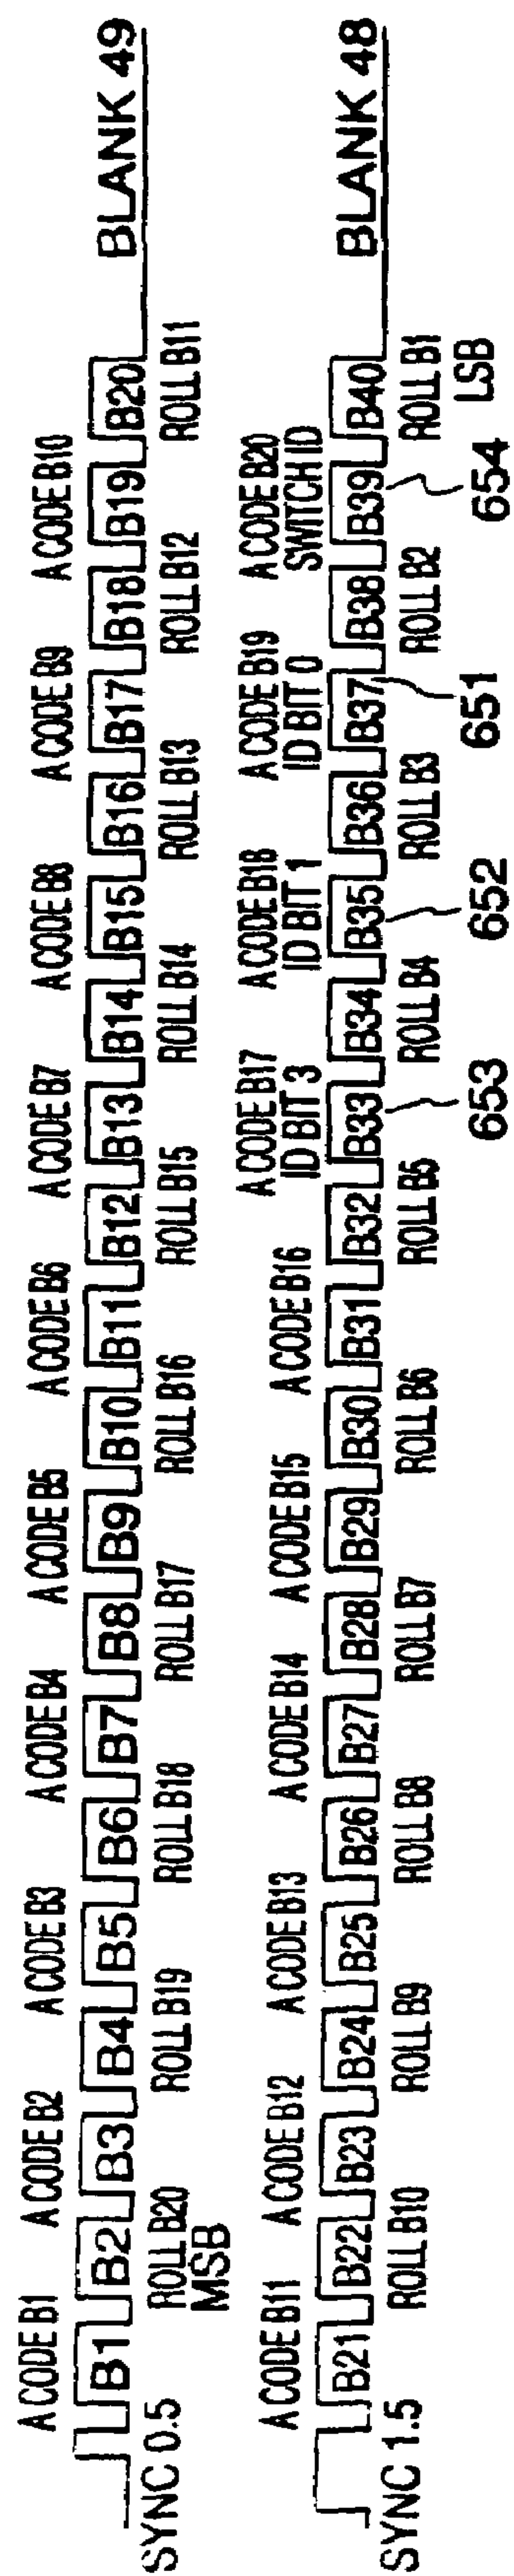 A CODE B1 A CODE B2 A CODE B3 A CODE B4 A CODE B5 A CODE B6 A CODE B7 A CODE B8 A CODE B9 A CODE B10
SYNC 0.5 B1 B2 B3 B4 B5 B6 B7 B8 B9 B10 B11 B12 B13 B14 B15 B16 B17 B18 B19 B20 BLANK 49
ROLL B20 ROLL B19 ROLL B18 ROLL B17 ROLL B16 ROLL B15 ROLL B14 ROLL B13 ROLL B12 ROLL B11
MSB
A CODE B17 A CODE B18 A CODE B19 A CODE B20
A CODE B11 A CODE B12 A CODE B13 A CODE B14 A CODE B15 A CODE B16 ID BIT 3 ID BIT 1 ID BIT 0 SWITCH ID
SYNC 1.5 B21 B22 B23 B24 B25 B26 B27 B28 B29 B30 B31 B32 B33 B34 B35 B36 B37 B38 B39 B40 BLANK 48
ROLL B10 ROLL B9 ROLL B8 ROLL B7 ROLL B6 ROLL B5 ROLL B4 ROLL B3 ROLL B2 ROLL B1
LSB
653 652 651 654